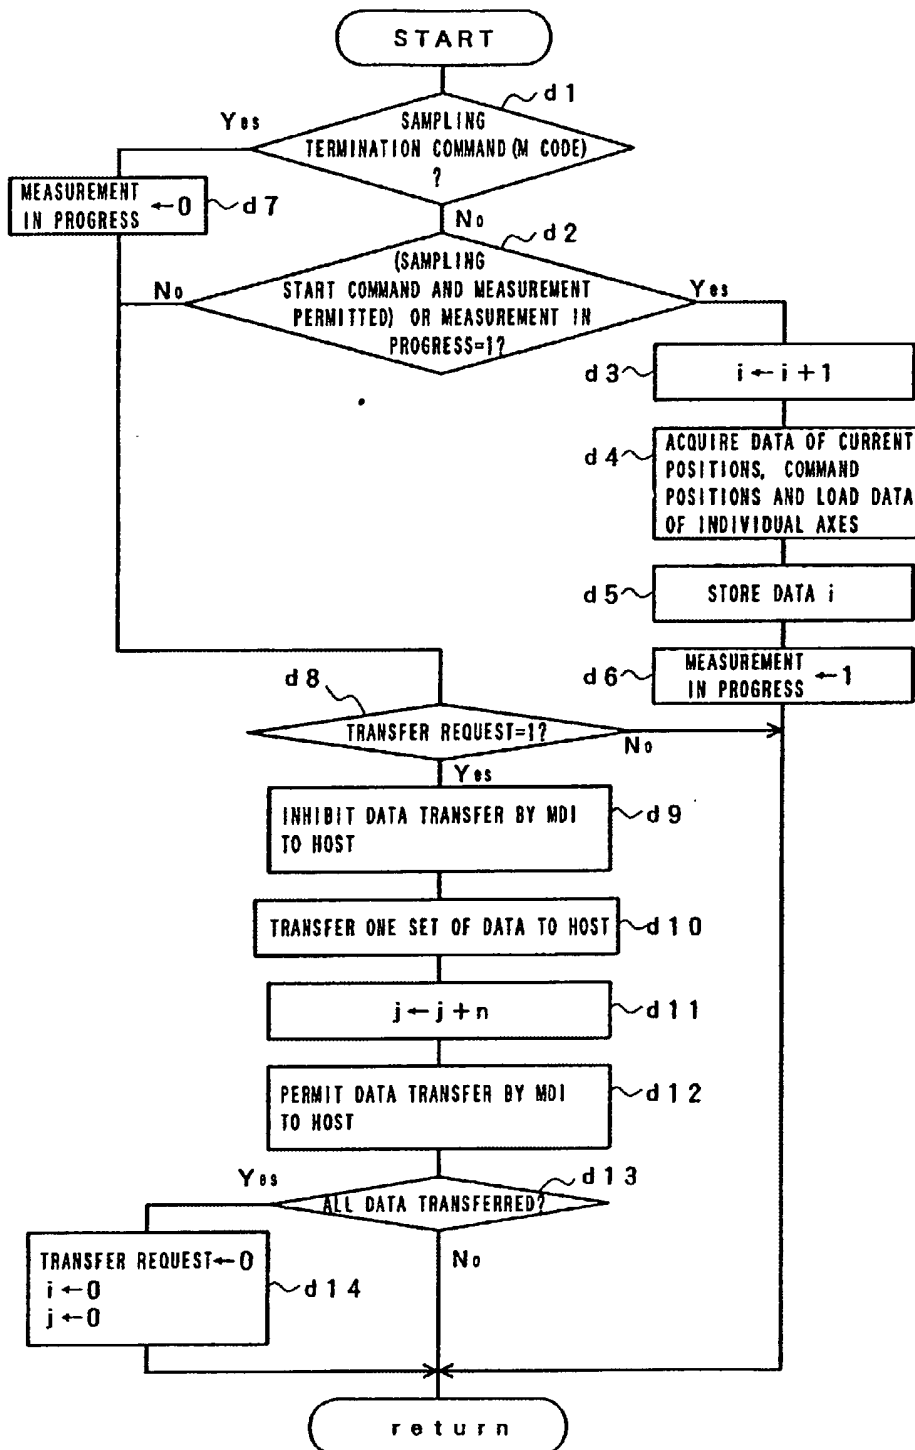 START
d1
Yes
SAMPLING
TERMINATION COMMAND (M CODE)
?
MEASUREMENT
IN PROGRESS ←0
d7
No
d2
(SAMPLING
START COMMAND AND MEASUREMENT
PERMITTED) OR MEASUREMENT IN
PROGRESS=1?
No
Yes
d3
i←i+1
d4
ACQUIRE DATA OF CURRENT
POSITIONS, COMMAND
POSITIONS AND LOAD DATA
OF INDIVIDUAL AXES
d5
STORE DATA i
d6
MEASUREMENT
IN PROGRESS ←1
d8
TRANSFER REQUEST=1?
No
Yes
INHIBIT DATA TRANSFER BY MDI
TO HOST
d9
TRANSFER ONE SET OF DATA TO HOST
d10
j←j+n
d11
PERMIT DATA TRANSFER BY MDI
TO HOST
d12
Yes
d13
ALL DATA TRANSFERRED?
No
TRANSFER REQUEST←0
i←0
j←0
d14
return